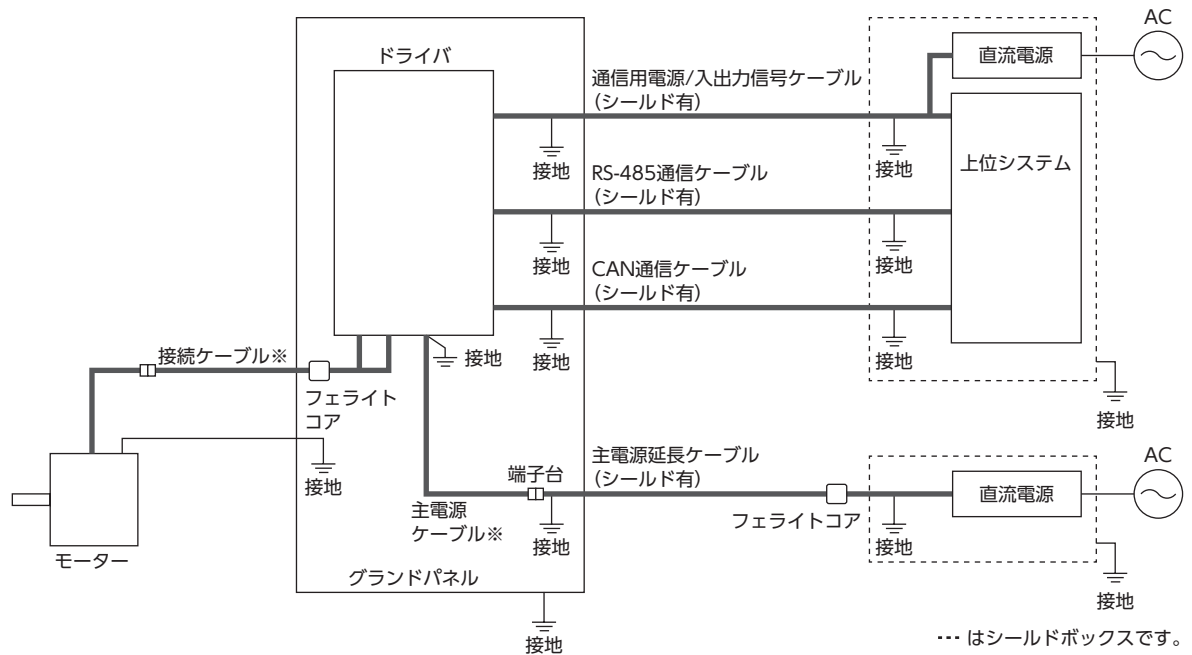 AC
直流電源
ドライバ
通信用電源/入出力信号ケーブル
（シールド有）
接地
接地
上位システム
RS-485通信ケーブル
（シールド有）
接地
接地
CAN通信ケーブル
（シールド有）
接地
接地
接地
接続ケーブル※
フェライト
コア
接地
接地
モーター
主電源延長ケーブル
（シールド有）
端子台
主電源
ケーブル※
接地
フェライトコア
接地
直流電源
AC
接地
グランドパネル
接地
--- はシールドボックスです。